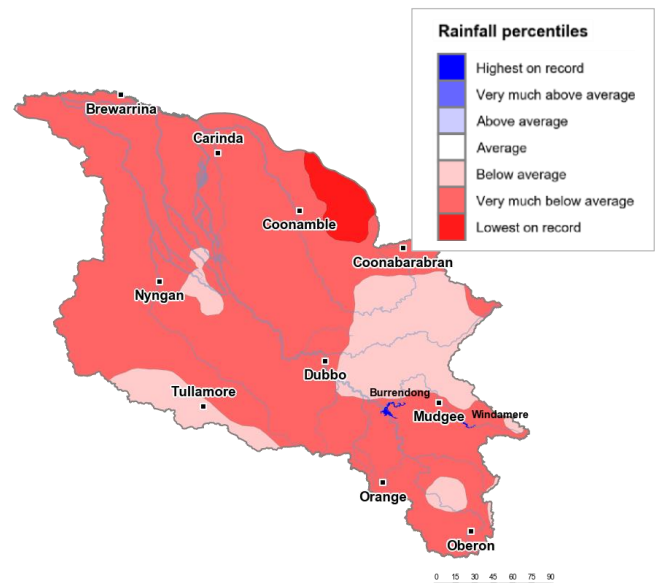 Rainfall percentiles
Highest on record
Very much above average
Above average
Average
Below average
Very much below average
Lowest on record
Brewarrina
Carinda
Coonamble
Coonabarabran
Nyngan
Dubbo
Tullamore
Burrendong
Mudgee
Windamere
Orange
Oberon
0 15 30 45 60 75 90